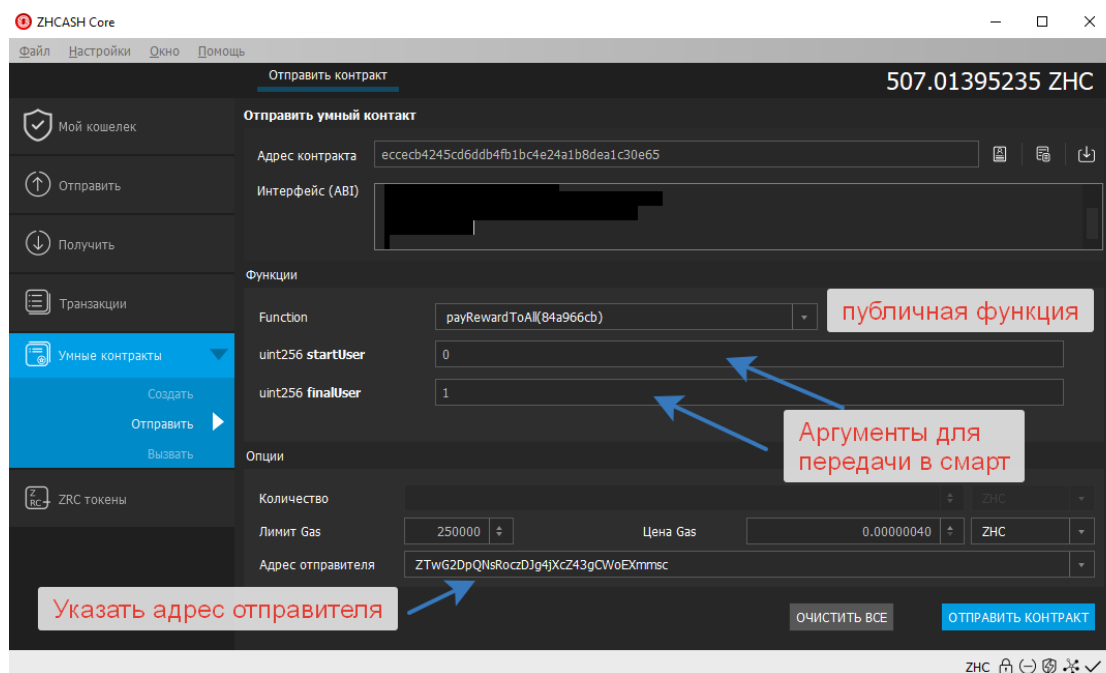 ZHCASH Core
Файл Настройки Окно Помощь
Отправить контракт
507.01395235 ZHC
Мой кошелек
Отправить
Получить
Транзакции
Умные контракты
Создать
Отправить
Вызвать
ZRC токены
Отправить умный контакт
Адрес контракта eccecb4245cd6ddb4fb1bc4e24a1b8dea1c30e65
Интерфейс (ABI)
Функции
Function payRewardToAll(84a966cb)
публичная функция
uint256 startUser 0
uint256 finalUser 1
Аргументы для
передачи в смарт
Опции
Количество ZHC
Лимит Gas 250000 Цена Gas 0.00000040 ZHC
Адрес отправителя ZTwG2DpQNsRoczDJg4jXcZ43gCWoEXmmsc
Указать адрес отправителя
ОЧИСТИТЬ ВСЕ ОТПРАВИТЬ КОНТРАКТ
ZHC